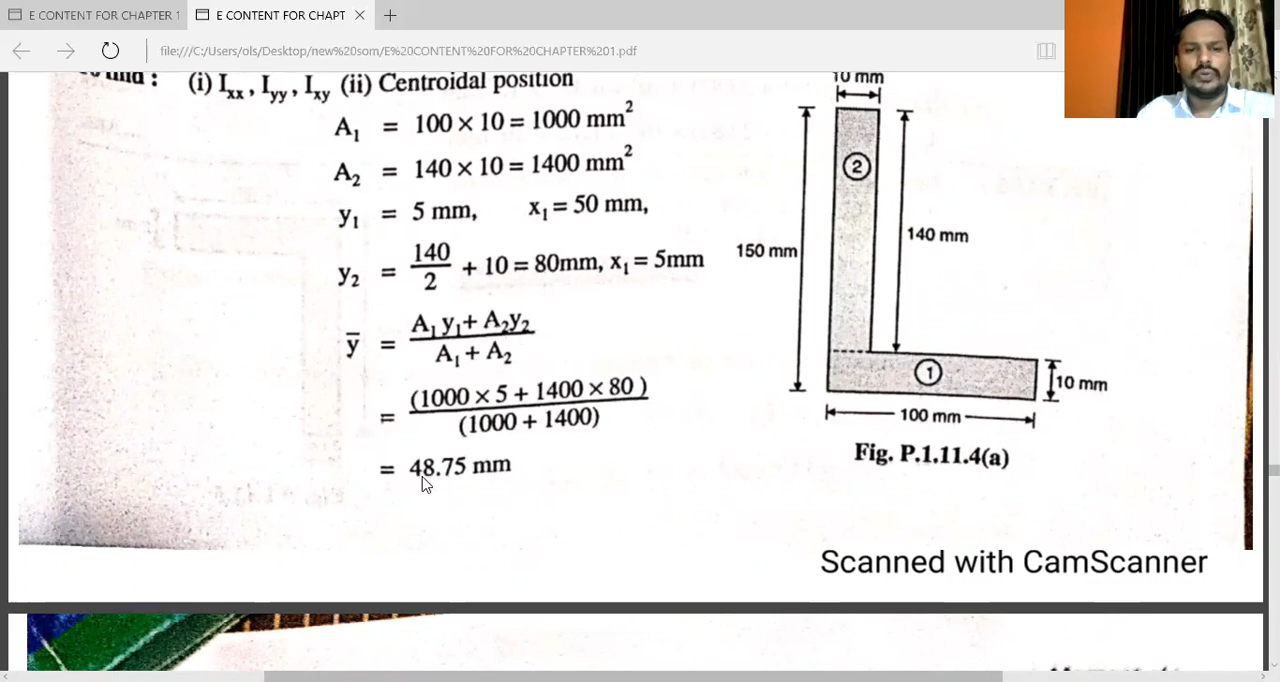 E CONTENT FOR CHAPTER 1
E CONTENT FOR CHAPT
file:///C:/Users/ols/Desktop/new%20som/E%20CONTENT%20FOR%20CHAPTER%201.pdf
(i) Ixx , Iyy , Ixy (ii) Centroidal position
A1 = 100 × 10 = 1000 mm²
A2 = 140 × 10 = 1400 mm²
y1 = 5 mm, x1 = 50 mm,
y2 = 140/2 + 10 = 80mm, x1 = 5mm
ȳ = A1 y1 + A2y2 / A1 + A2
= (1000 × 5 + 1400 × 80 ) / (1000 + 1400)
= 48.75 mm
10 mm
2
140 mm
150 mm
1
10 mm
100 mm
Fig. P.1.11.4(a)
Scanned with CamScanner